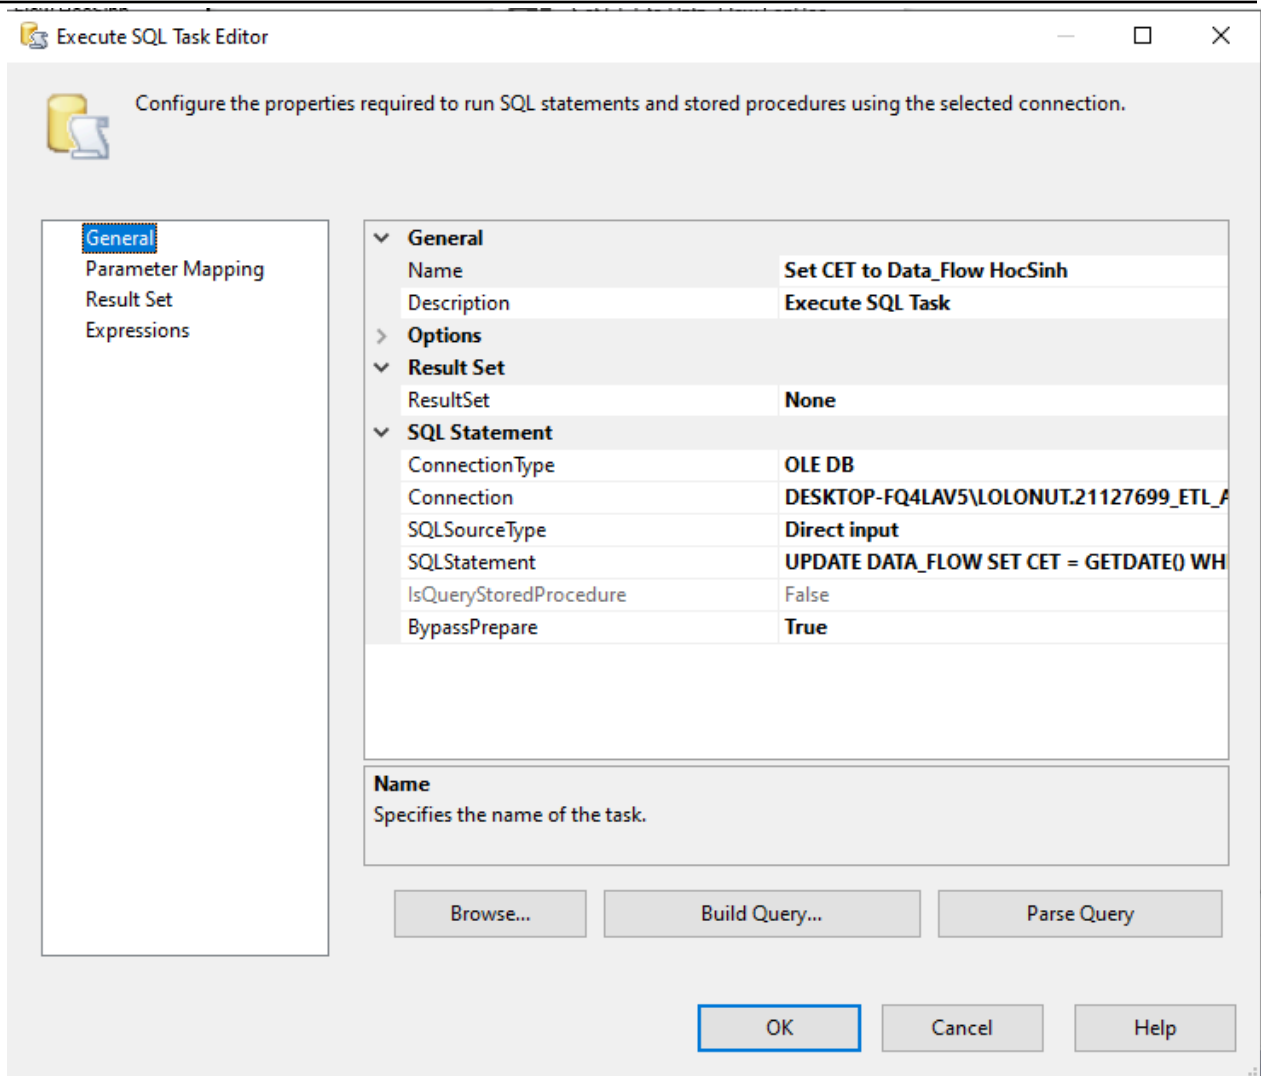 Execute SQL Task Editor
Configure the properties required to run SQL statements and stored procedures using the selected connection.
General
Parameter Mapping
Result Set
Expressions
General
Name Set CET to Data_Flow HocSinh
Description Execute SQL Task
Options
Result Set
ResultSet None
SQL Statement
ConnectionType OLE DB
Connection DESKTOP-FQ4LAV5\LOLONUT.21127699_ETL_A
SQLSourceType Direct input
SQLStatement UPDATE DATA_FLOW SET CET = GETDATE() WH
IsQueryStoredProcedure False
BypassPrepare True
Name
Specifies the name of the task.
Browse... Build Query... Parse Query
OK Cancel Help